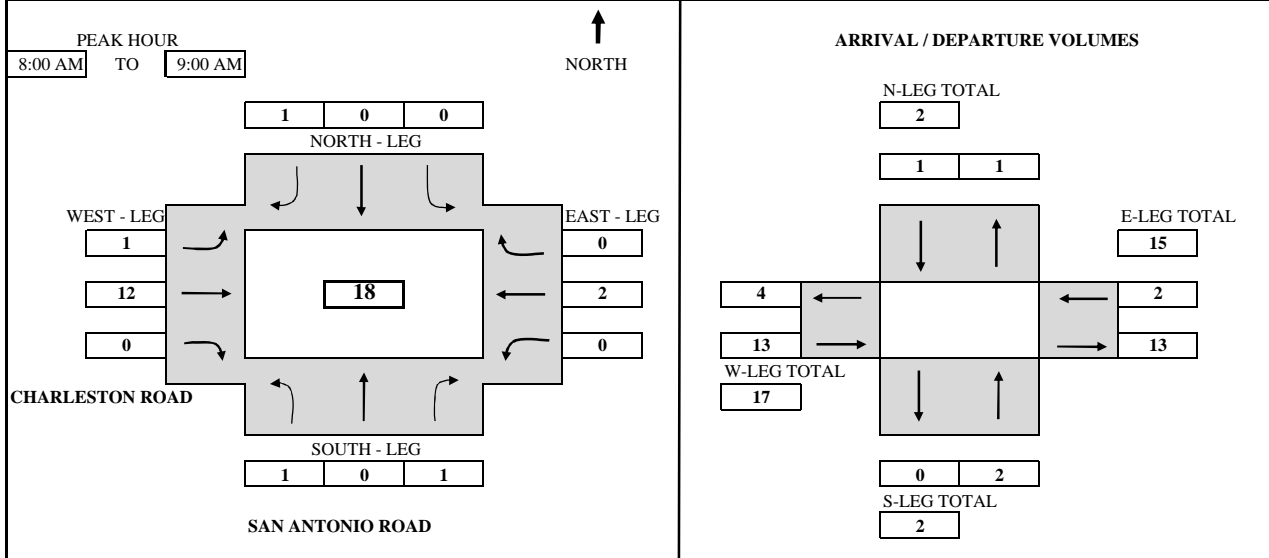 PEAK HOUR
8:00 AM TO 9:00 AM
NORTH
1 0 0
NORTH - LEG
WEST - LEG
EAST - LEG
1
0
12
18
2
0
0
CHARLESTON ROAD
SOUTH - LEG
1 0 1
SAN ANTONIO ROAD
ARRIVAL / DEPARTURE VOLUMES
N-LEG TOTAL
2
1 1
E-LEG TOTAL
15
4
2
13
13
W-LEG TOTAL
17
0 2
S-LEG TOTAL
2